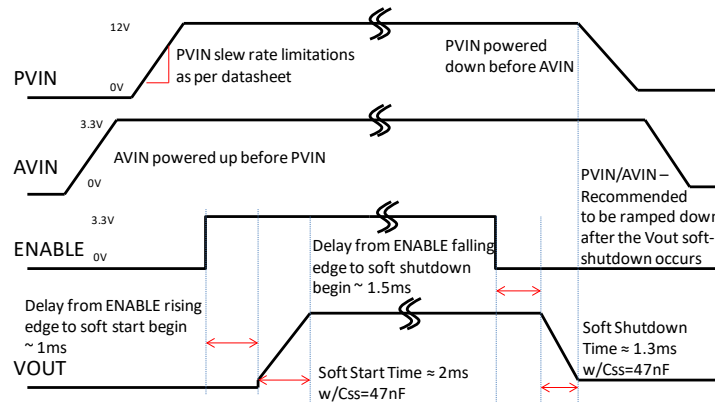 12V
PVIN
0V
PVIN slew rate limitations
as per datasheet
PVIN powered
down before AVIN
3.3V
AVIN
0V
AVIN powered up before PVIN
PVIN/AVIN –
Recommended
to be ramped down
after the Vout soft-
shutdown occurs
3.3V
ENABLE
0V
Delay from ENABLE falling
edge to soft shutdown
begin ~ 1.5ms
Delay from ENABLE rising
edge to soft start begin
~ 1ms
VOUT
Soft Start Time ≈ 2ms
w/Css=47nF
Soft Shutdown
Time ≈ 1.3ms
w/Css=47nF